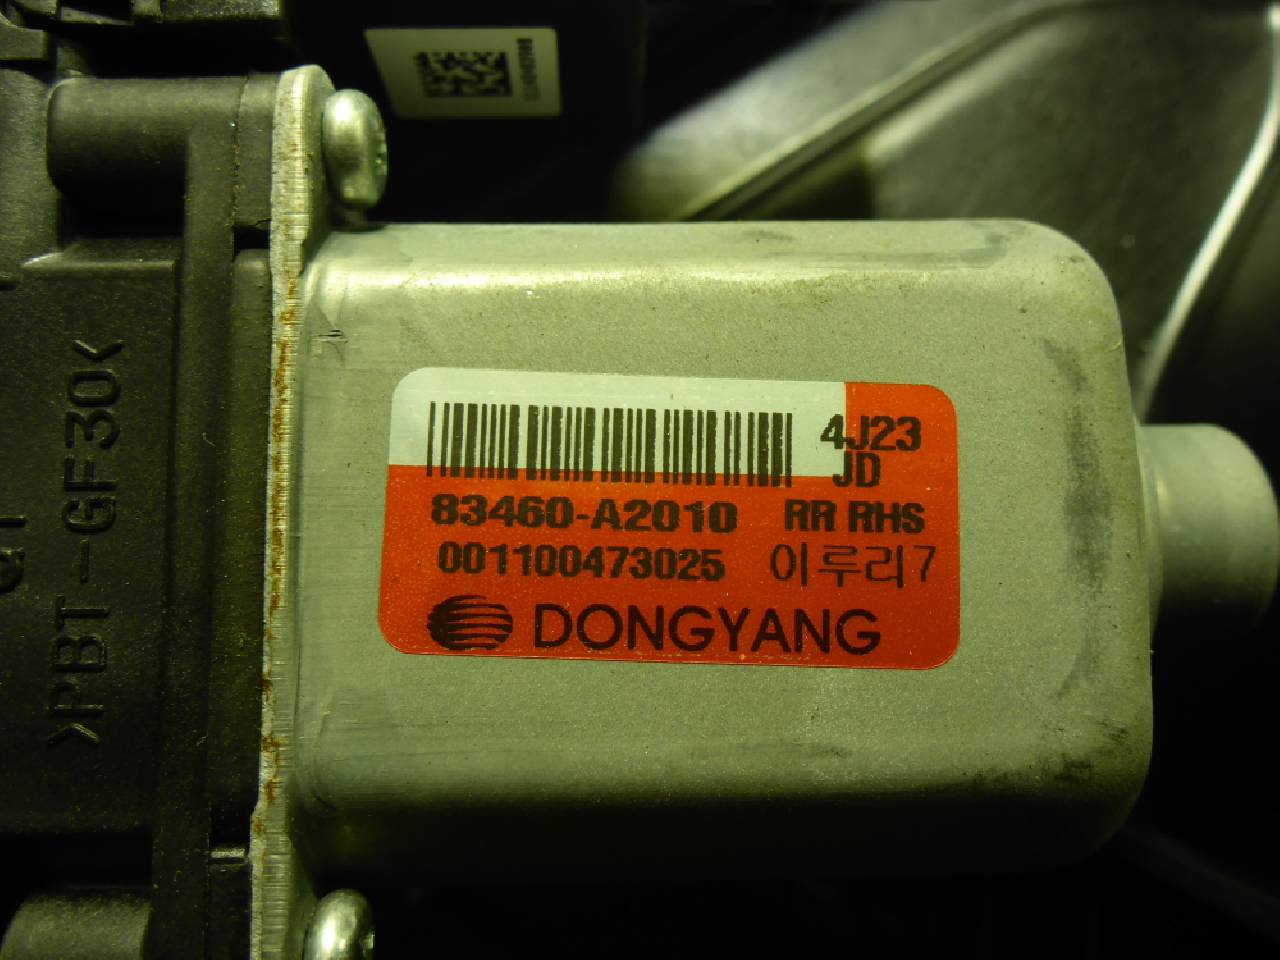 4J23
JD
83460-A2010 RR RHS
001100473025 이루리7
DONGYANG
>PBT-GF30<